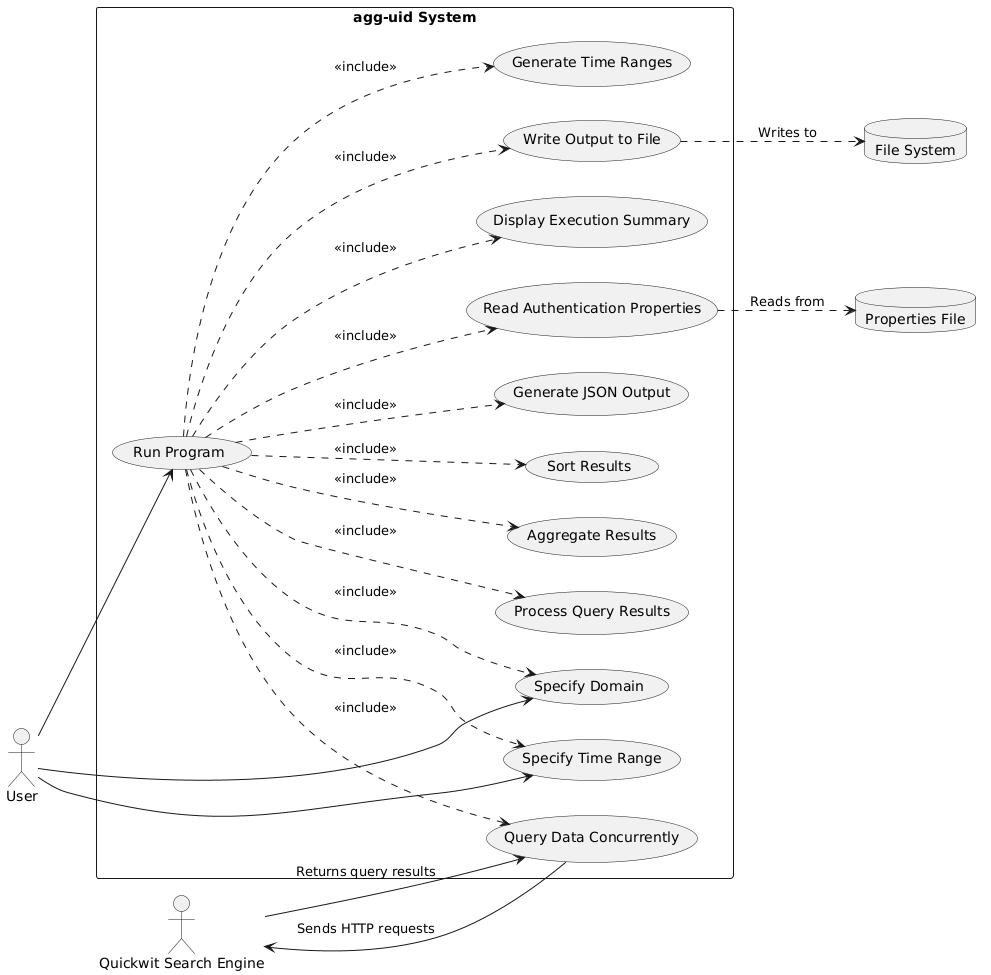 agg-uid System
«include»
Generate Time Ranges
«include»
Write Output to File
Writes to
File System
«include»
Display Execution Summary
«include»
Read Authentication Properties
Reads from
Properties File
«include»
Generate JSON Output
Run Program
«include»
Sort Results
«include»
Aggregate Results
«include»
Process Query Results
«include»
Specify Domain
«include»
Specify Time Range
«include»
Query Data Concurrently
User
Returns query results
Sends HTTP requests
Quickwit Search Engine